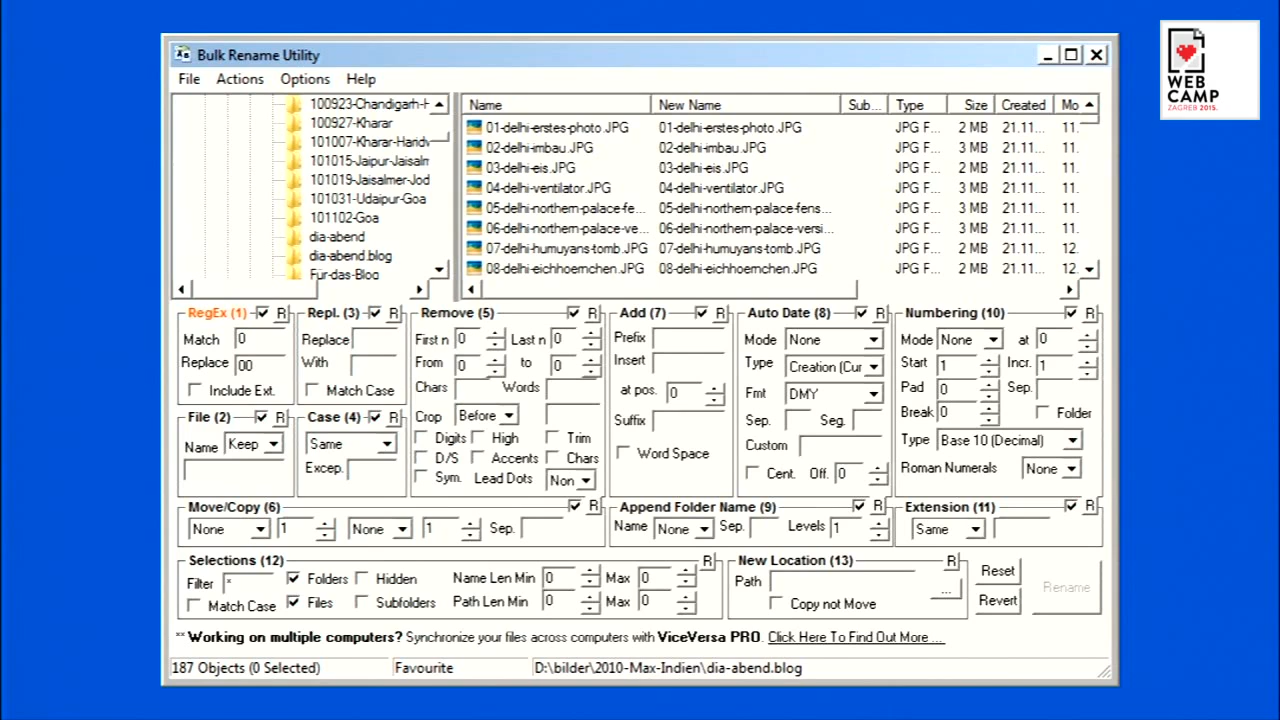 Bulk Rename Utility
WEB
CAMP
ZAGREB 2015.
File Actions Options Help
100923-Chandigarh-H
100927-Kharar
101007-Kharar-Haridv
101015-Jaipur-Jaisalm
101019-Jaisalmer-Jod
101031-Udaipur-Goa
101102-Goa
dia-abend
dia-abend.blog
Für-das-Blog
Name New Name Sub... Type Size Created Mo
01-delhi-erstes-photo.JPG 01-delhi-erstes-photo.JPG JPG F... 2 MB 21.11... 11.
02-delhi-imbau.JPG 02-delhi-imbau.JPG JPG F... 3 MB 21.11... 11.
03-delhi-eis.JPG 03-delhi-eis.JPG JPG F... 2 MB 21.11... 11.
04-delhi-ventilator.JPG 04-delhi-ventilator.JPG JPG F... 3 MB 21.11... 11.
05-delhi-northern-palace-fe... 05-delhi-northern-palace-fens... JPG F... 3 MB 21.11... 11.
06-delhi-northern-palace-ve... 06-delhi-northern-palace-versi... JPG F... 3 MB 21.11... 11.
07-delhi-humuyans-tomb.JPG 07-delhi-humuyans-tomb.JPG JPG F... 2 MB 21.11... 12.
08-delhi-eichhoernchen.JPG 08-delhi-eichhoernchen.JPG JPG F... 2 MB 21.11... 12.
RegEx (1) R Repl. (3) R Remove (5) R Add (7) R Auto Date (8) R Numbering (10) R
Match 0 Replace First n 0 Last n 0 Prefix Mode None Mode None at 0
Replace 00 With From 0 to 0 Insert Type Creation (Cur Start 1 Incr. 1
Include Ext. Match Case Chars Words at pos. 0 Fmt DMY Pad 0 Sep.
File (2) R Case (4) R Crop Before Suffix Sep. Seg. Break 0 Folder
Name Keep Same Digits High Trim Word Space Custom Type Base 10 (Decimal)
Excep. D/S Accents Chars Cent. Off. 0 Roman Numerals None
Sym. Lead Dots Non
Move/Copy (6) R Append Folder Name (9) R Extension (11) R
None 1 None 1 Sep. Name None Sep. Levels 1 Same
Selections (12) R New Location (13) R
Filter * Folders Hidden Name Len Min 0 Max 0 Path ... Reset Rename
Match Case Files Subfolders Path Len Min 0 Max 0 Copy not Move Revert
** Working on multiple computers? Synchronize your files across computers with ViceVersa PRO. Click Here To Find Out More ...
187 Objects (0 Selected) Favourite D:\bilder\2010-Max-Indien\dia-abend.blog